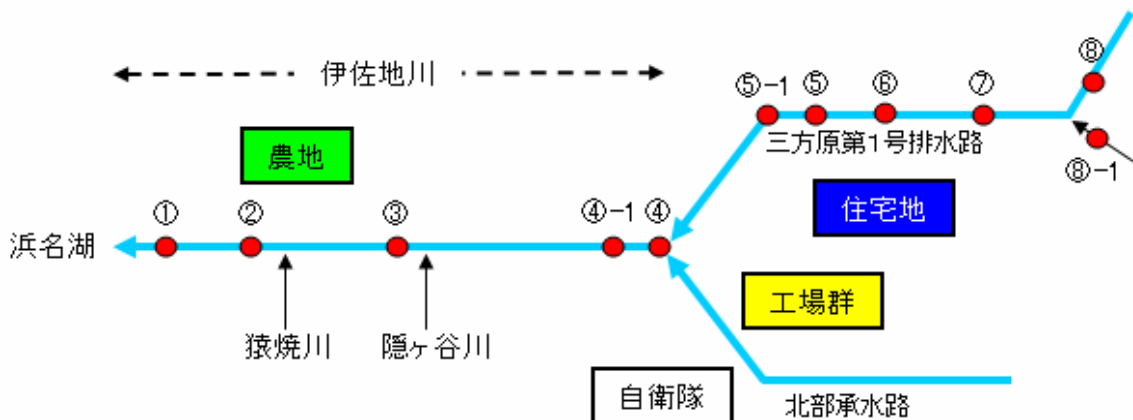 伊佐地川
⑧
⑤-1
⑤
⑥
⑦
三方原第1号排水路
⑧-1
農地
住宅地
①
②
③
④-1
④
浜名湖
工場群
猿焼川
隠ヶ谷川
自衛隊
北部承水路